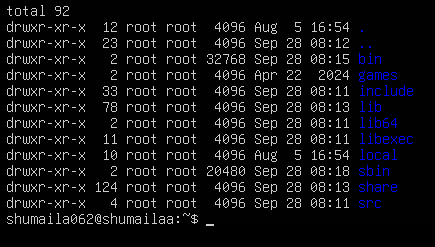 total 92
drwxr-xr-x  12 root root  4096 Aug  5 16:54 .
drwxr-xr-x  23 root root  4096 Sep 28 08:12 ..
drwxr-xr-x   2 root root 32768 Sep 28 08:15 bin
drwxr-xr-x   2 root root  4096 Apr 22  2024 games
drwxr-xr-x  33 root root  4096 Sep 28 08:11 include
drwxr-xr-x  78 root root  4096 Sep 28 08:13 lib
drwxr-xr-x   2 root root  4096 Sep 28 08:11 lib64
drwxr-xr-x  11 root root  4096 Sep 28 08:11 libexec
drwxr-xr-x  10 root root  4096 Aug  5 16:54 local
drwxr-xr-x   2 root root 20480 Sep 28 08:18 sbin
drwxr-xr-x 124 root root  4096 Sep 28 08:13 share
drwxr-xr-x   4 root root  4096 Sep 28 08:11 src
shumaila062@shumailaa:~$ _